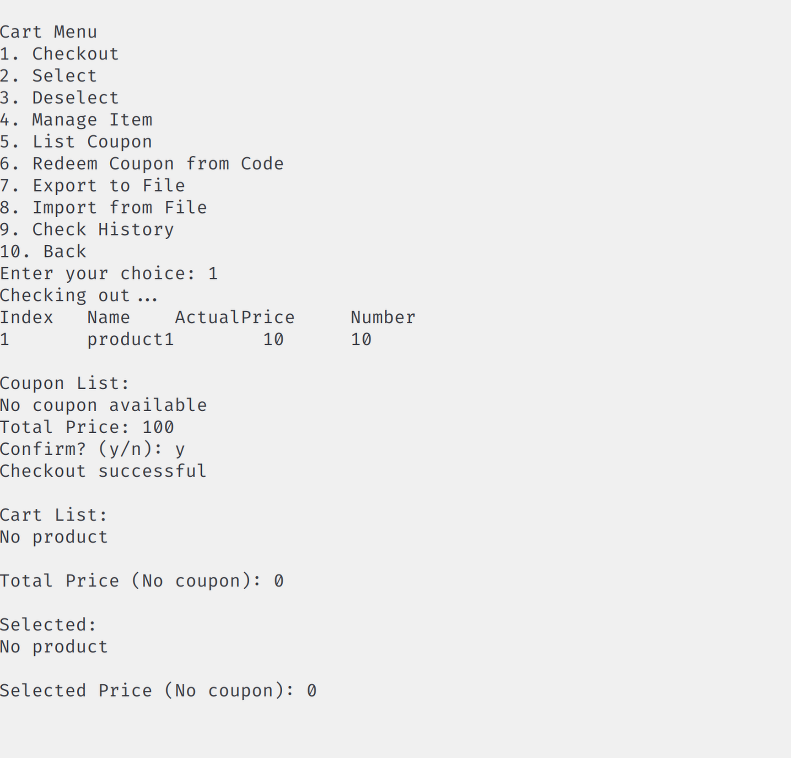 Cart Menu
1. Checkout
2. Select
3. Deselect
4. Manage Item
5. List Coupon
6. Redeem Coupon from Code
7. Export to File
8. Import from File
9. Check History
10. Back
Enter your choice: 1
Checking out...
Index   Name    ActualPrice     Number
1       product1        10      10
Coupon List:
No coupon available
Total Price: 100
Confirm? (y/n): y
Checkout successful
Cart List:
No product
Total Price (No coupon): 0
Selected:
No product
Selected Price (No coupon): 0